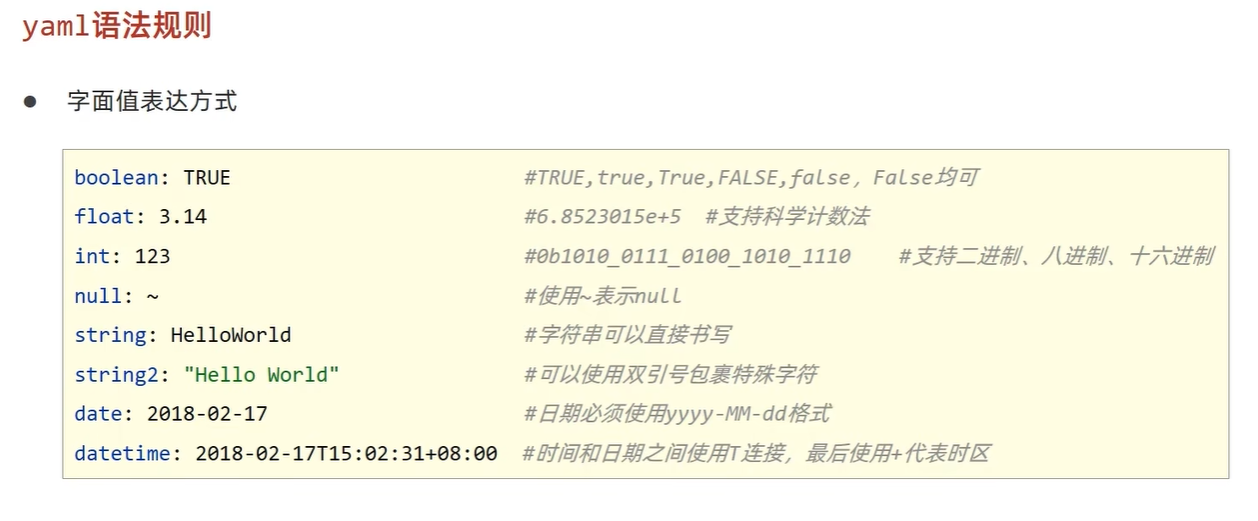 yaml语法规则
● 字面值表达方式
boolean: TRUE #TRUE,true,True,FALSE,false，False均可
float: 3.14 #6.8523015e+5 #支持科学计数法
int: 123 #0b1010_0111_0100_1010_1110 #支持二进制、八进制、十六进制
null: ~ #使用~表示null
string: HelloWorld #字符串可以直接书写
string2: "Hello World" #可以使用双引号包裹特殊字符
date: 2018-02-17 #日期必须使用yyyy-MM-dd格式
datetime: 2018-02-17T15:02:31+08:00 #时间和日期之间使用T连接，最后使用+代表时区